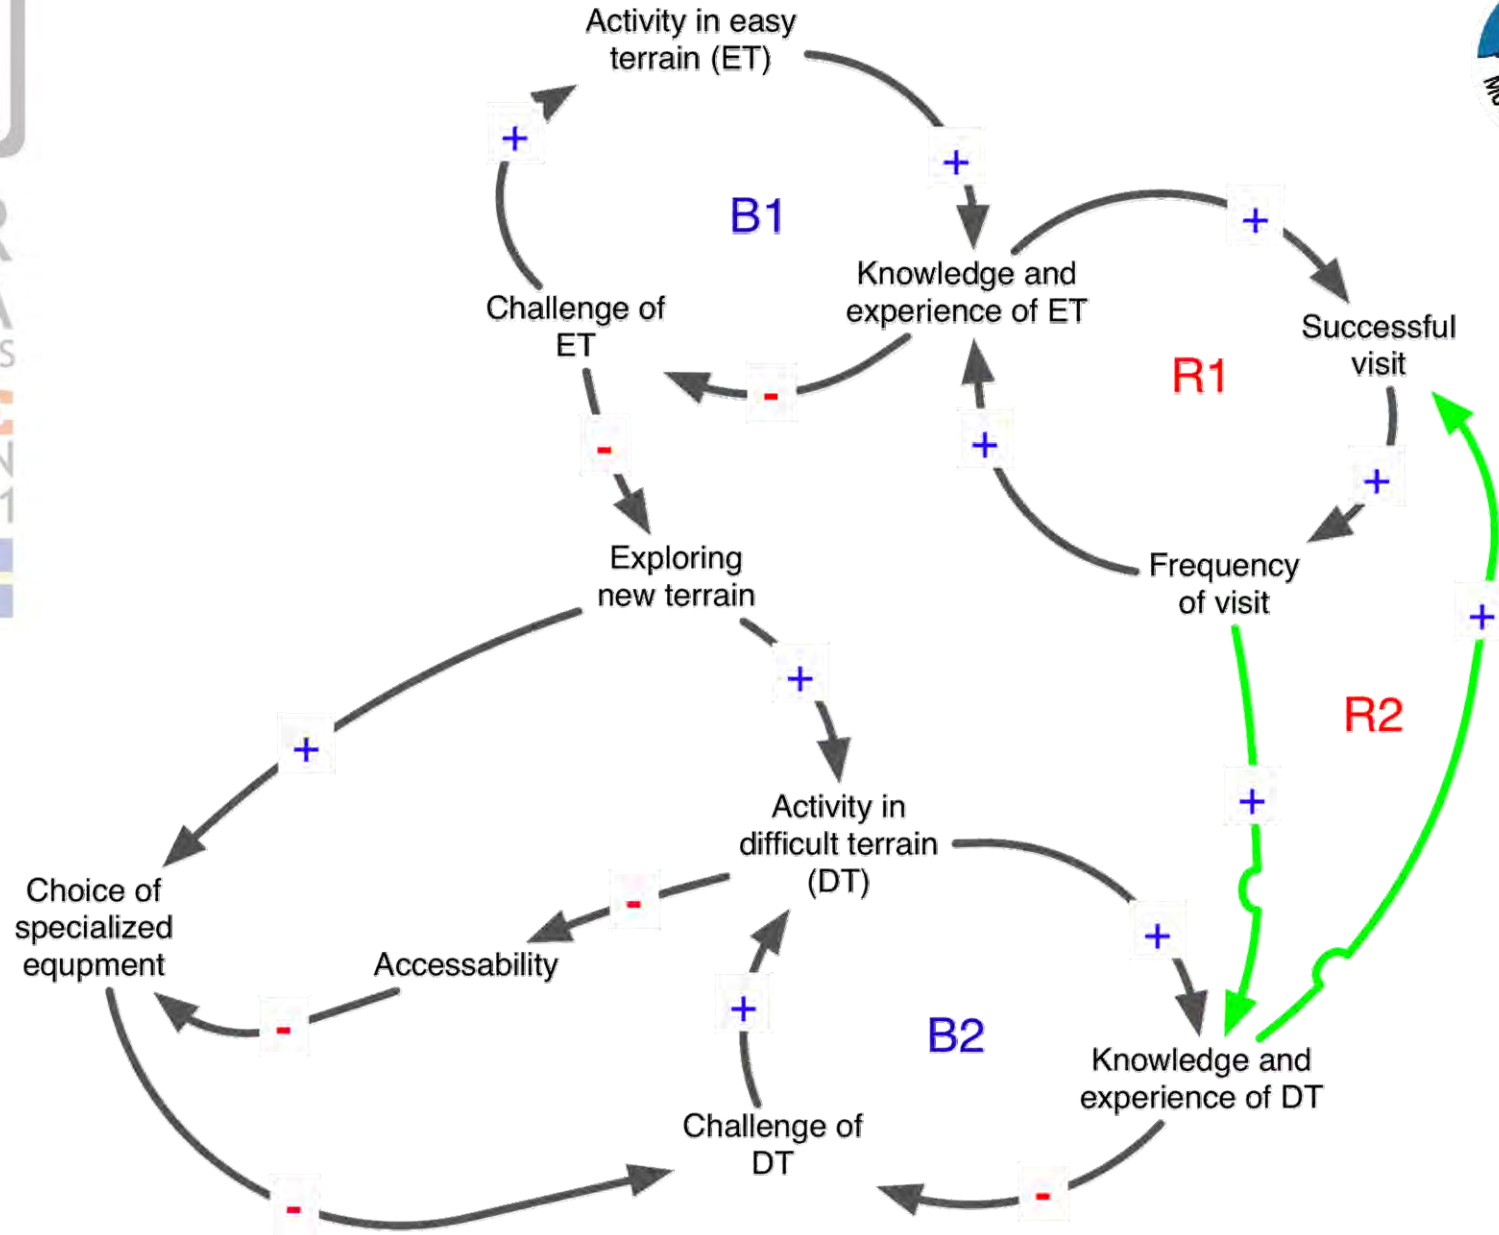 Activity in easy
terrain (ET)
+
+
B1
+
Knowledge and
experience of ET
Challenge of
ET
Successful
visit
R1
-
-
+
+
Exploring
new terrain
Frequency
of visit
+
+
R2
+
+
Activity in
difficult terrain
(DT)
Choice of
specialized
equpment
-
+
Accessability
+
-
B2
Knowledge and
experience of DT
Challenge of
DT
-
-
R
A
S
N
1